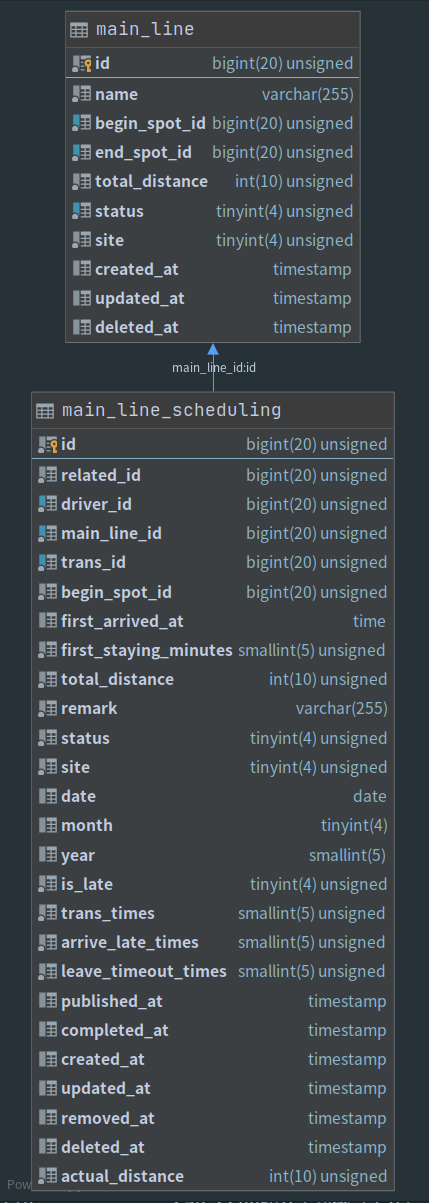 main_line
id bigint(20) unsigned
name varchar(255)
begin_spot_id bigint(20) unsigned
end_spot_id bigint(20) unsigned
total_distance int(10) unsigned
status tinyint(4) unsigned
site tinyint(4) unsigned
created_at timestamp
updated_at timestamp
deleted_at timestamp
main_line_id:id
main_line_scheduling
id bigint(20) unsigned
related_id bigint(20) unsigned
driver_id bigint(20) unsigned
main_line_id bigint(20) unsigned
trans_id bigint(20) unsigned
begin_spot_id bigint(20) unsigned
first_arrived_at time
first_staying_minutes smallint(5) unsigned
total_distance int(10) unsigned
remark varchar(255)
status tinyint(4) unsigned
site tinyint(4) unsigned
date date
month tinyint(4)
year smallint(5)
is_late tinyint(4) unsigned
trans_times smallint(5) unsigned
arrive_late_times smallint(5) unsigned
leave_timeout_times smallint(5) unsigned
published_at timestamp
completed_at timestamp
created_at timestamp
updated_at timestamp
removed_at timestamp
deleted_at timestamp
actual_distance int(10) unsigned